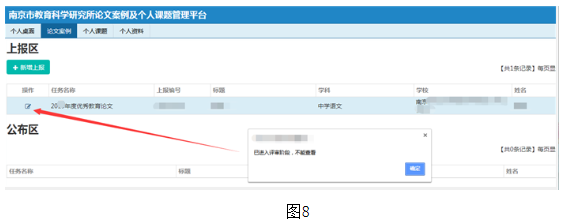 南京市教育科学研究所论文案例及个人课题管理平台
个人桌面 论文案例 个人课题 个人资料
上报区
+ 新增上报
【共1条记录】每页显
操作 任务名称 上报编号 标题 学科 学校 姓名
年度优秀教育论文 中学语文 南京
公布区
已进入评审阶段，不能查看
确定
【共0条记录】每页显
任务名称 标题 学校 姓名
图8